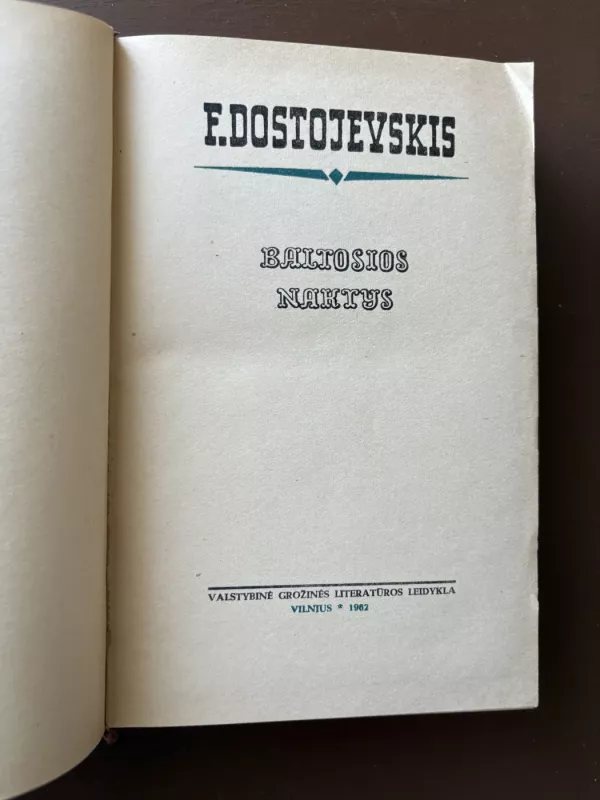 F. DOSTOJEVSKIS
BALTOSIOS
NAKTYS
VALSTYBINĖ GROŽINĖS LITERATŪROS LEIDYKLA
VILNIUS * 1962